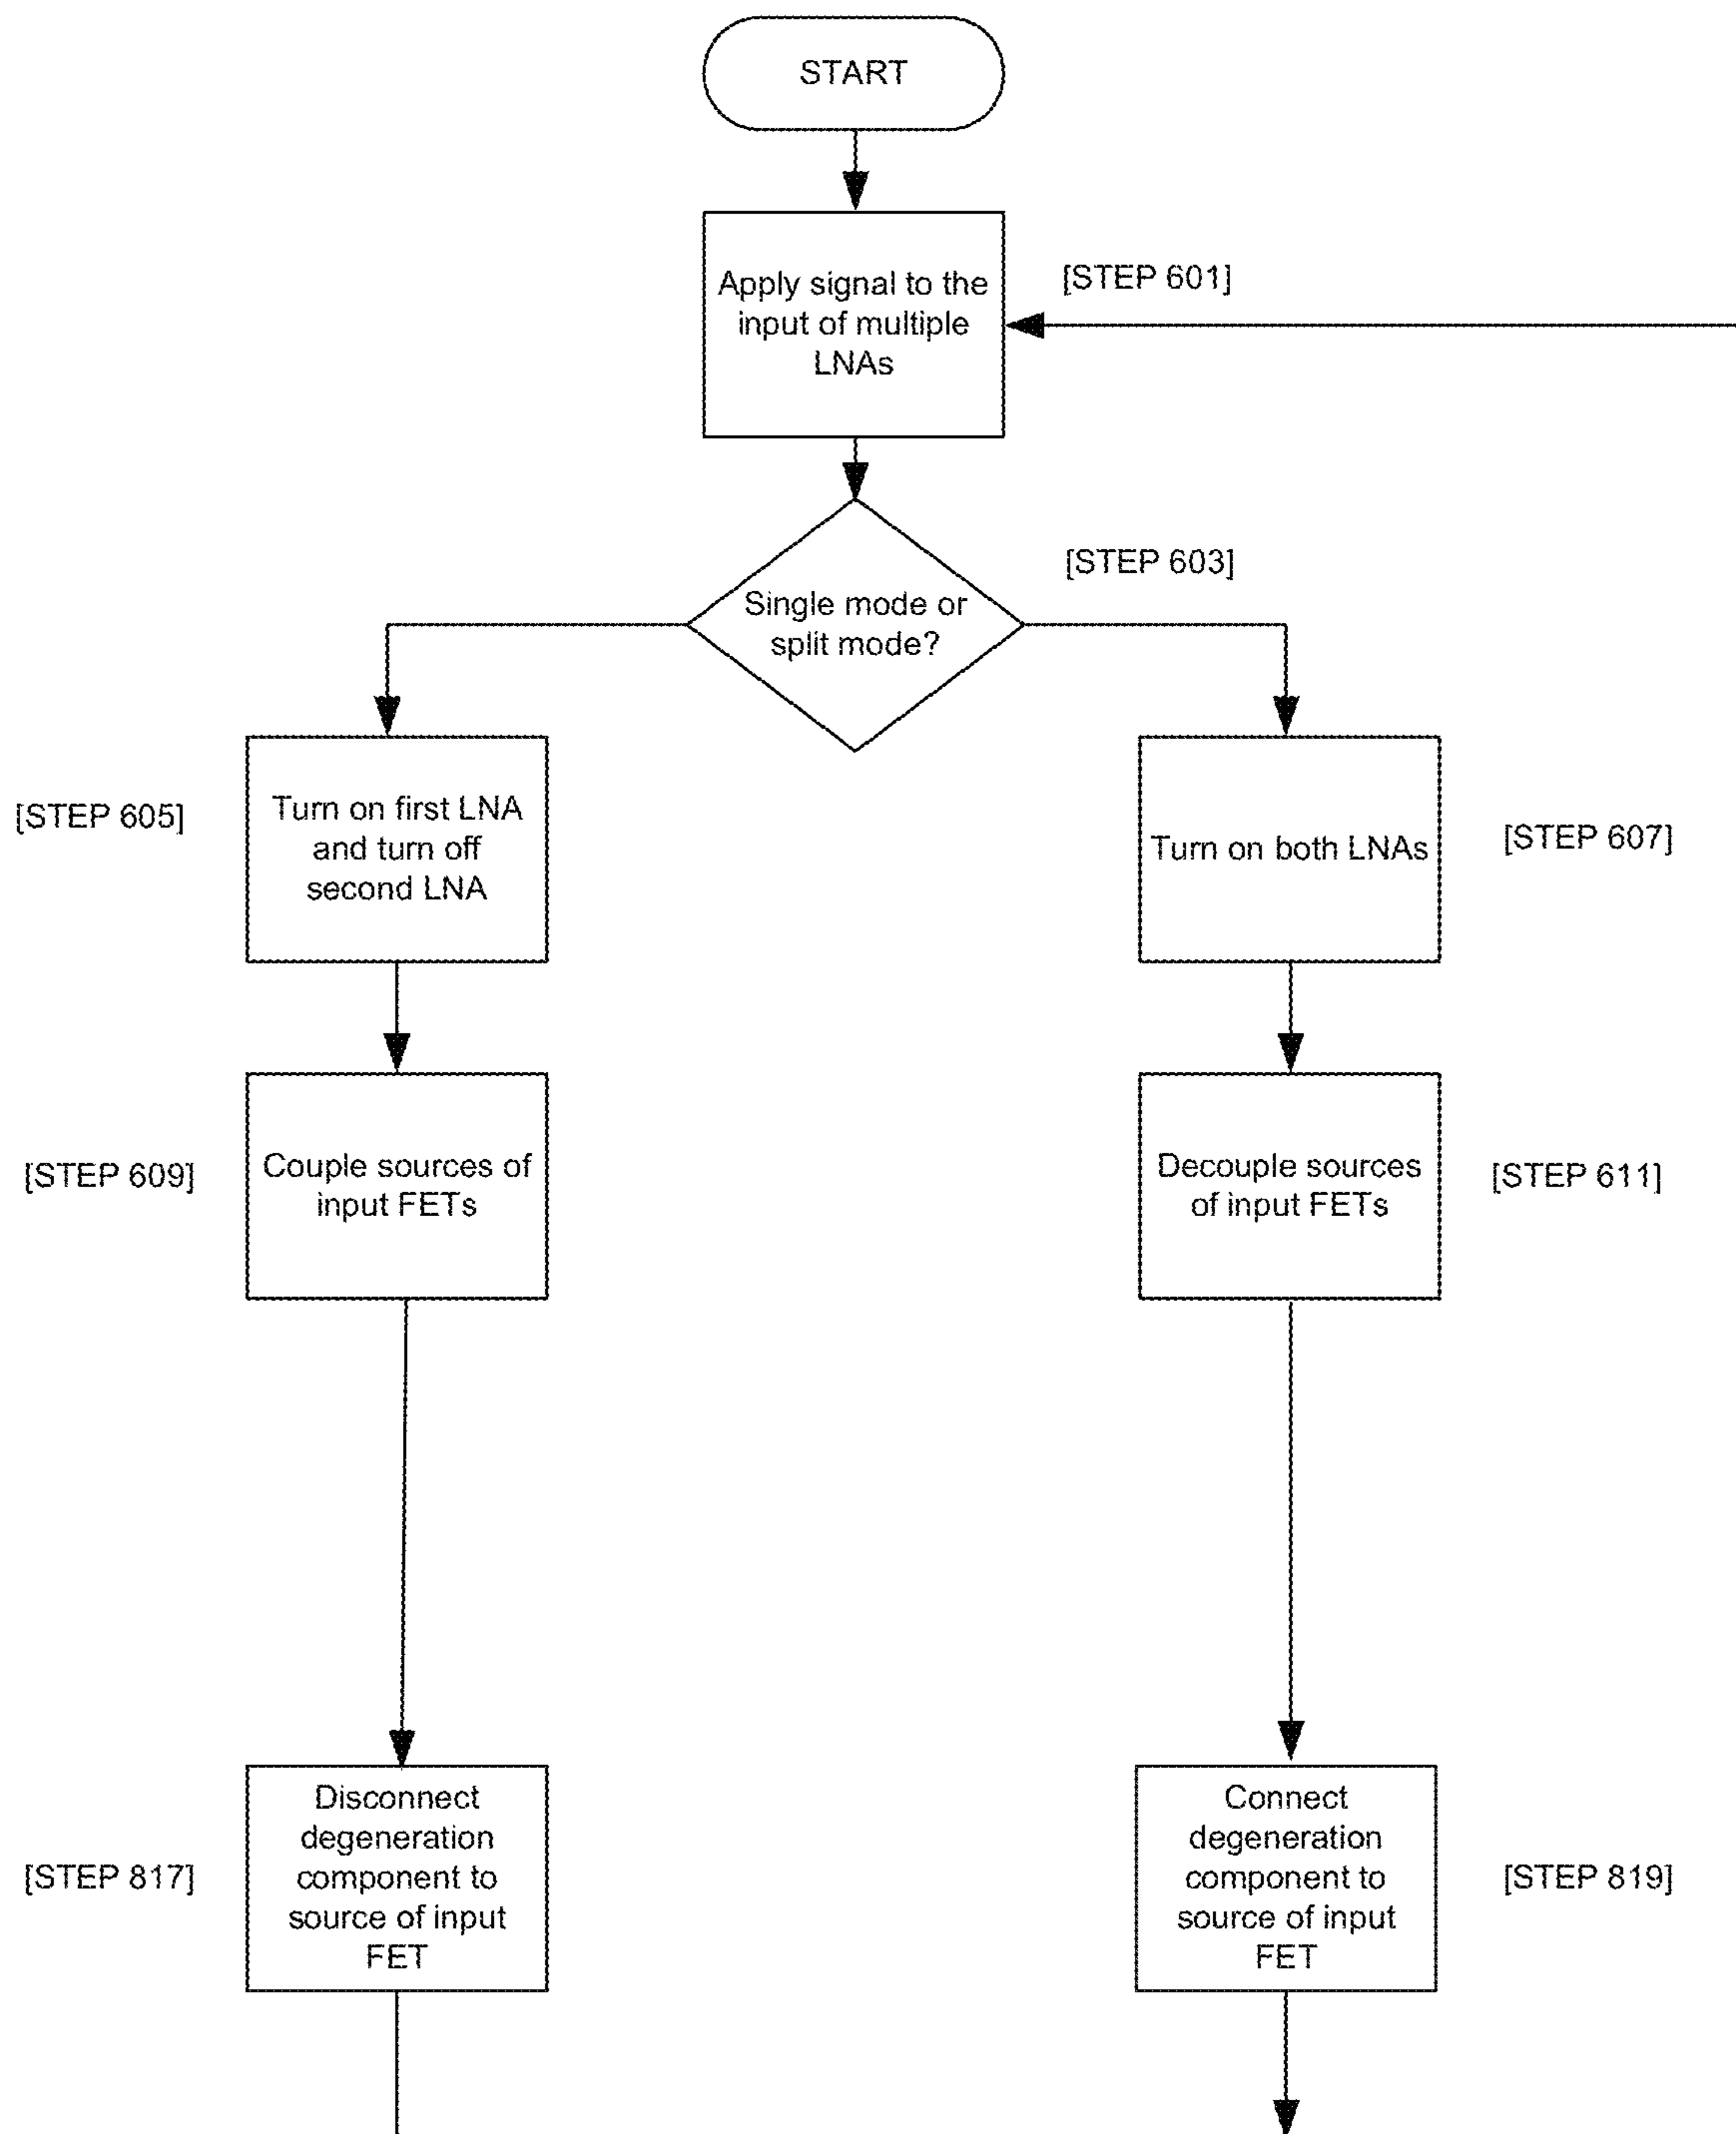 START
Apply signal to the
input of multiple
LNAs
[STEP 601]
Single mode or
split mode?
[STEP 603]
[STEP 605]
Turn on first LNA
and turn off
second LNA
Turn on both LNAs
[STEP 607]
[STEP 609]
Couple sources of
input FETs
Decouple sources
of input FETs
[STEP 611]
[STEP 817]
Disconnect
degeneration
component to
source of input
FET
Connect
degeneration
component to
source of input
FET
[STEP 819]